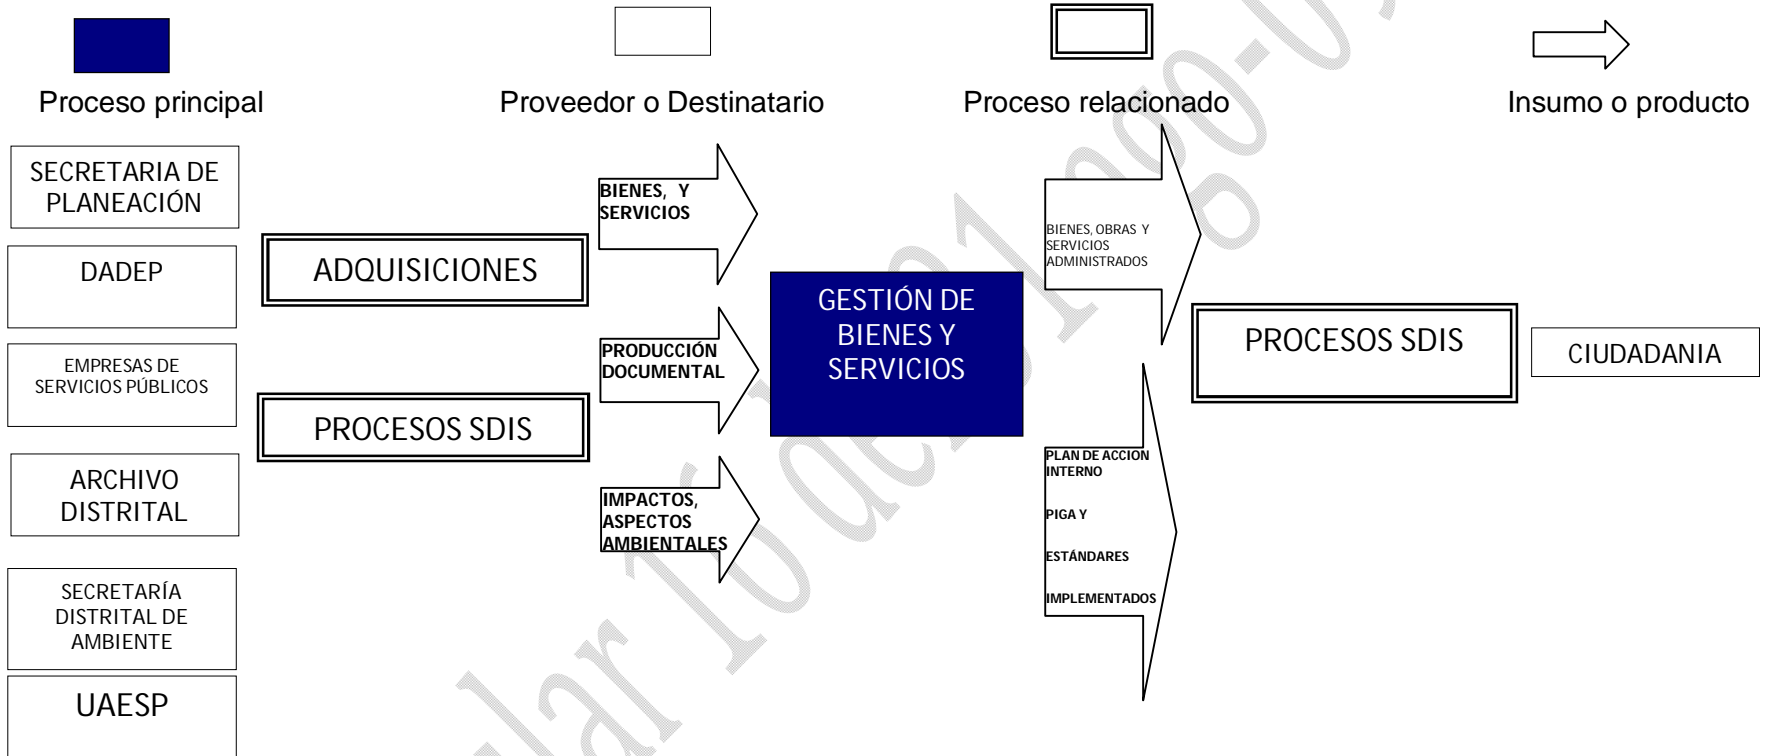 Proceso principal
Proveedor o Destinatario
Proceso relacionado
Insumo o producto
SECRETARIA DE
PLANEACIÓN
DADEP
EMPRESAS DE
SERVICIOS PÚBLICOS
ARCHIVO
DISTRITAL
SECRETARÍA
DISTRITAL DE
AMBIENTE
UAESP
ADQUISICIONES
PROCESOS SDIS
BIENES, Y
SERVICIOS
PRODUCCIÓN
DOCUMENTAL
IMPACTOS,
ASPECTOS
AMBIENTALES
GESTIÓN DE
BIENES Y
SERVICIOS
BIENES, OBRAS Y
SERVICIOS
ADMINISTRADOS
PLAN DE ACCION
INTERNO
PIGA Y
ESTÁNDARES
IMPLEMENTADOS
PROCESOS SDIS
CIUDADANIA